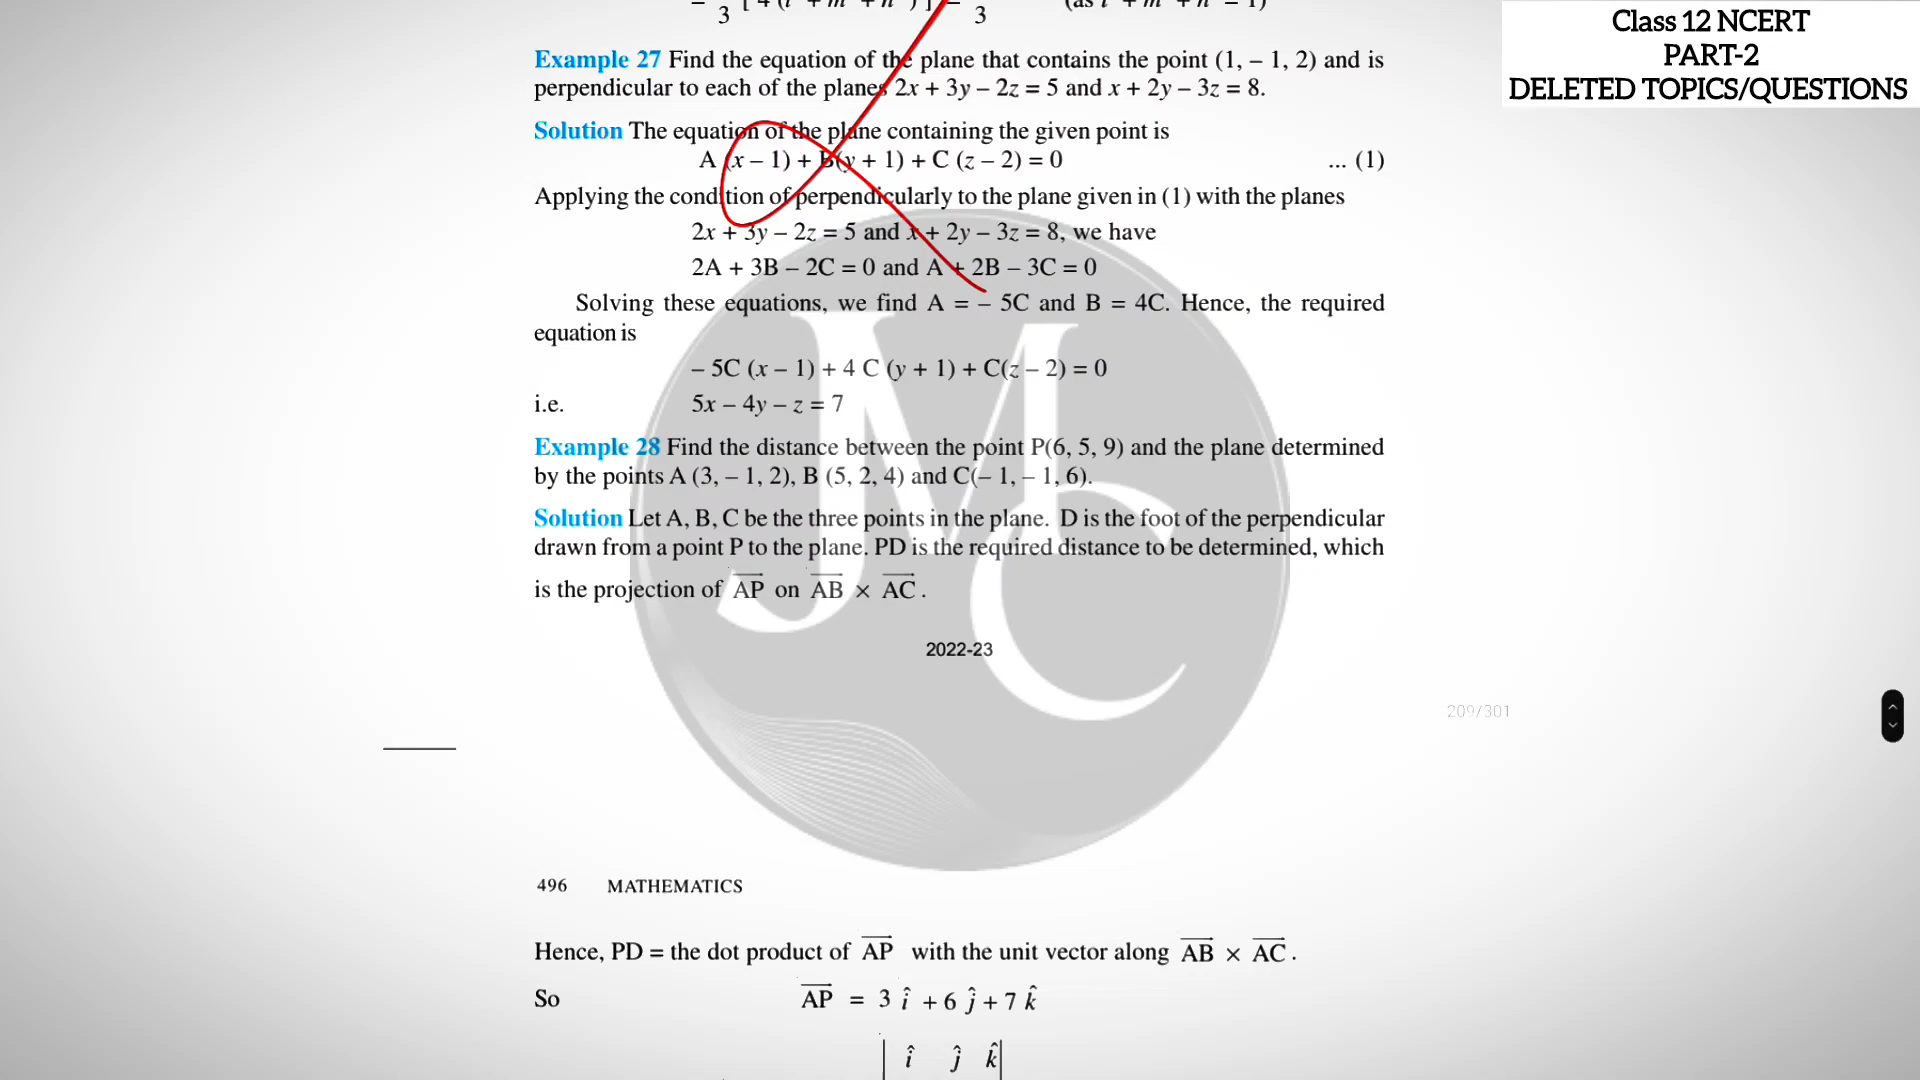 Class 12 NCERT
PART-2
DELETED TOPICS/QUESTIONS
3 3
Example 27 Find the equation of the plane that contains the point (1, – 1, 2) and is
perpendicular to each of the planes 2x + 3y – 2z = 5 and x + 2y – 3z = 8.
Solution The equation of the plane containing the given point is
A (x – 1) + B(y + 1) + C (z – 2) = 0 ... (1)
Applying the condition of perpendicularly to the plane given in (1) with the planes
2x + 3y – 2z = 5 and x + 2y – 3z = 8, we have
2A + 3B – 2C = 0 and A + 2B – 3C = 0
Solving these equations, we find A = – 5C and B = 4C. Hence, the required
equation is
– 5C (x – 1) + 4 C (y + 1) + C(z – 2) = 0
i.e. 5x – 4y – z = 7
Example 28 Find the distance between the point P(6, 5, 9) and the plane determined
by the points A (3, – 1, 2), B (5, 2, 4) and C(– 1, – 1, 6).
Solution Let A, B, C be the three points in the plane. D is the foot of the perpendicular
drawn from a point P to the plane. PD is the required distance to be determined, which
is the projection of AP on AB × AC .
2022-23
209/301
496 MATHEMATICS
Hence, PD = the dot product of AP with the unit vector along AB × AC .
So AP = 3 î + 6 ĵ + 7 k̂
| î ĵ k̂|